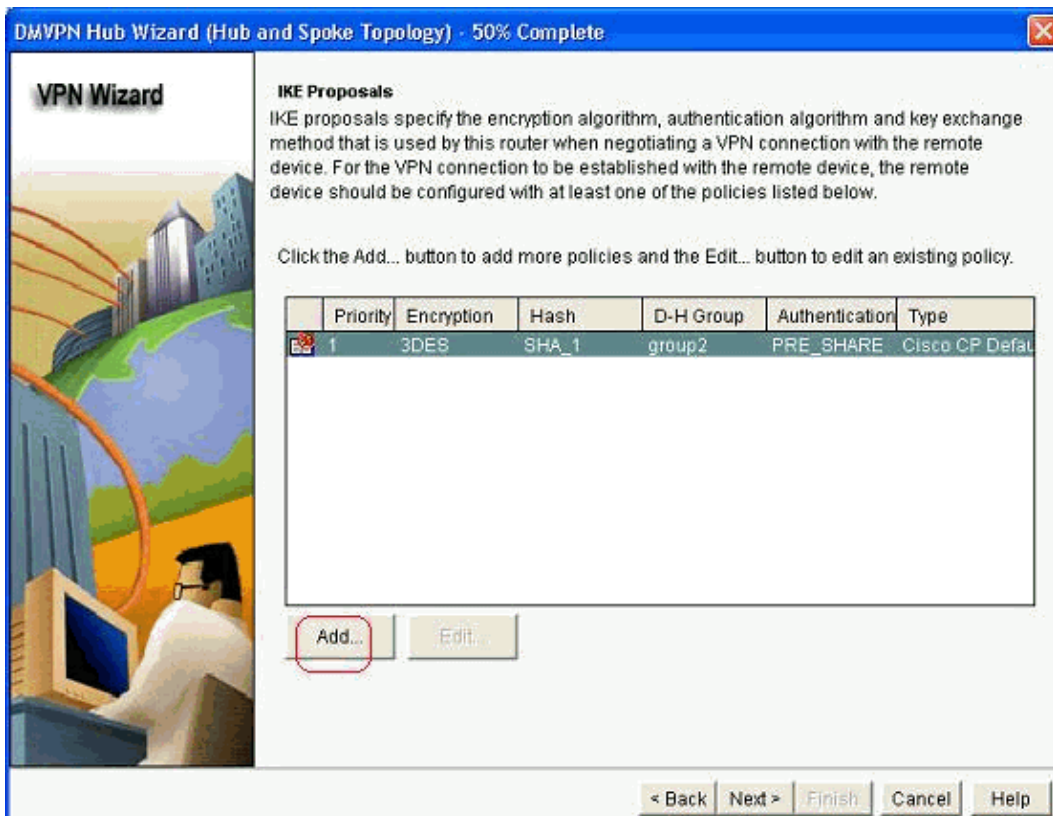 DMVPN Hub Wizard (Hub and Spoke Topology) - 50% Complete
VPN Wizard
IKE Proposals
IKE proposals specify the encryption algorithm, authentication algorithm and key exchange
method that is used by this router when negotiating a VPN connection with the remote
device. For the VPN connection to be established with the remote device, the remote
device should be configured with at least one of the policies listed below.
Click the Add... button to add more policies and the Edit... button to edit an existing policy.
Priority Encryption Hash D-H Group Authentication Type
1 3DES SHA_1 group2 PRE_SHARE Cisco CP Defau
Add... Edit...
< Back Next > Finish Cancel Help